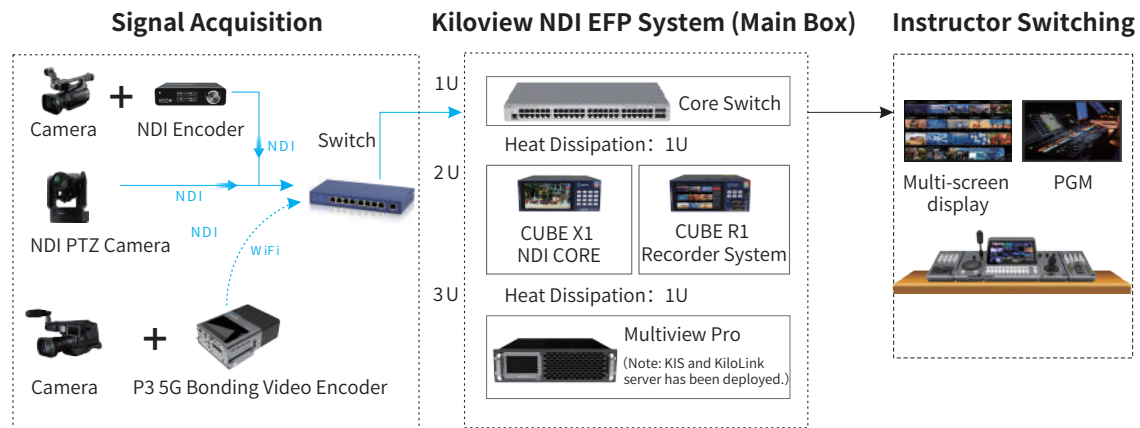 Signal Acquisition
Kiloview NDI EFP System (Main Box)
Instructor Switching
Camera
NDI Encoder
NDI
Switch
NDI
NDI PTZ Camera
NDI
WiFi
Camera
P3 5G Bonding Video Encoder
1U
Core Switch
Heat Dissipation：1U
2U
CUBE X1
NDI CORE
CUBE R1
Recorder System
3U
Heat Dissipation：1U
Multiview Pro
(Note: KIS and KiloLink
server has been deployed.)
Multi-screen
display
PGM